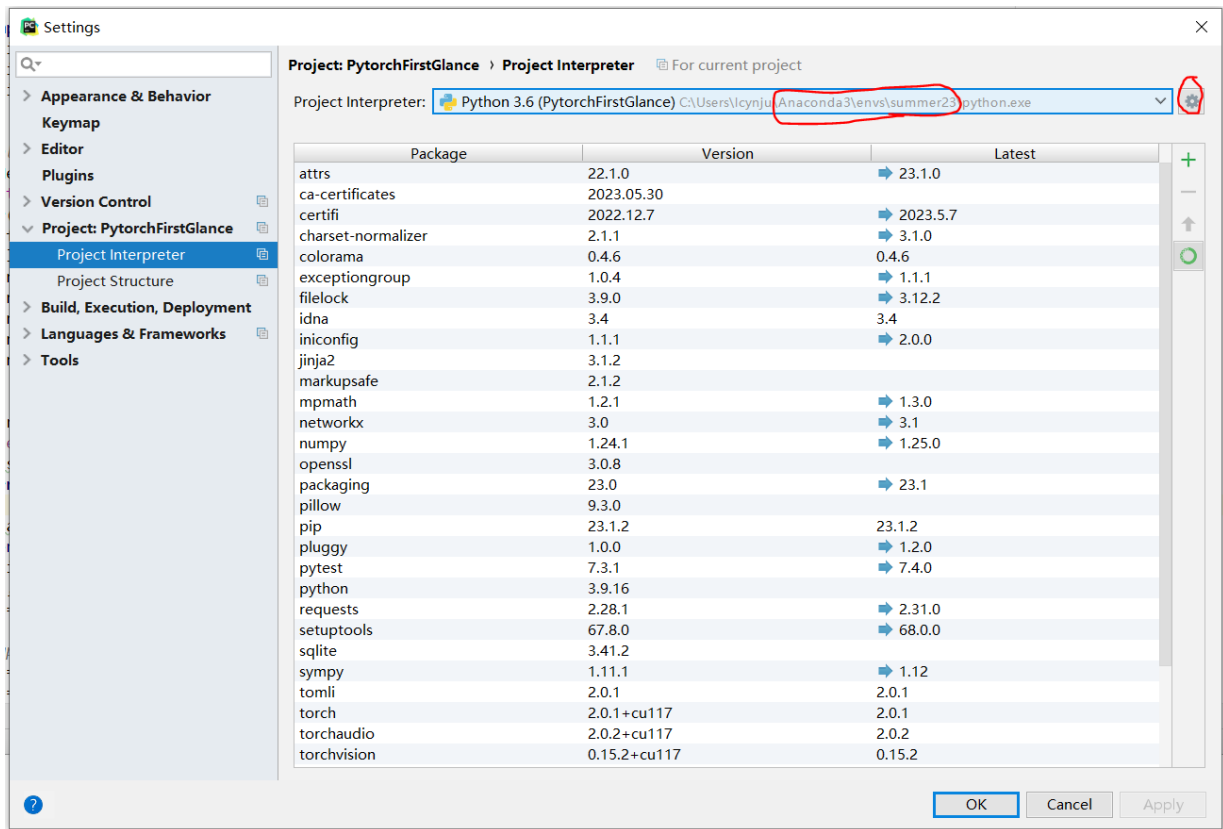 Settings
Project: PytorchFirstGlance › Project Interpreter For current project
Appearance & Behavior
Keymap
Editor
Plugins
Version Control
Project: PytorchFirstGlance
Project Interpreter
Project Structure
Build, Execution, Deployment
Languages & Frameworks
Tools
Project Interpreter: Python 3.6 (PytorchFirstGlance) C:\Users\lcynju\Anaconda3\envs\summer23\python.exe
Package Version Latest
attrs 22.1.0 23.1.0
ca-certificates 2023.05.30
certifi 2022.12.7 2023.5.7
charset-normalizer 2.1.1 3.1.0
colorama 0.4.6 0.4.6
exceptiongroup 1.0.4 1.1.1
filelock 3.9.0 3.12.2
idna 3.4 3.4
iniconfig 1.1.1 2.0.0
jinja2 3.1.2
markupsafe 2.1.2
mpmath 1.2.1 1.3.0
networkx 3.0 3.1
numpy 1.24.1 1.25.0
openssl 3.0.8
packaging 23.0 23.1
pillow 9.3.0
pip 23.1.2 23.1.2
pluggy 1.0.0 1.2.0
pytest 7.3.1 7.4.0
python 3.9.16
requests 2.28.1 2.31.0
setuptools 67.8.0 68.0.0
sqlite 3.41.2
sympy 1.11.1 1.12
tomli 2.0.1 2.0.1
torch 2.0.1+cu117 2.0.1
torchaudio 2.0.2+cu117 2.0.2
torchvision 0.15.2+cu117 0.15.2
OK Cancel Apply